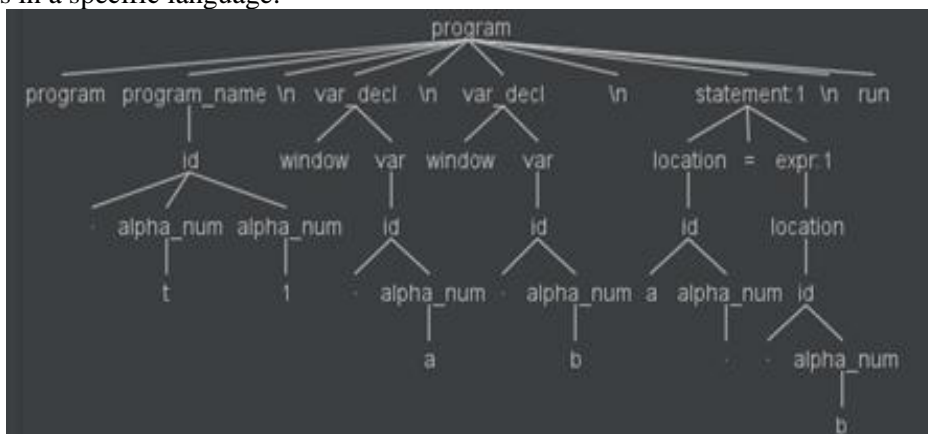 s in a specific language.
program
program program_name \n var_decl \n var_decl \n statement:1 \n run
id window var window var location = expr:1
alpha_num alpha_num id id id location
t 1 alpha_num alpha_num a alpha_num id
a b alpha_num
b